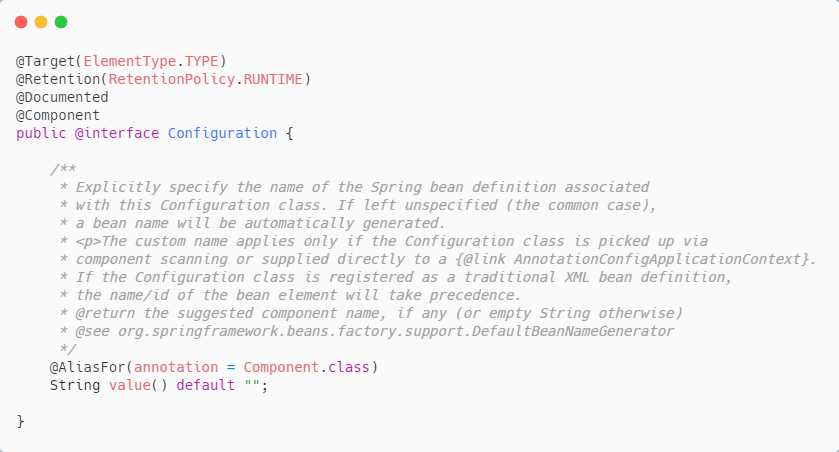 @Target(ElementType.TYPE)
@Retention(RetentionPolicy.RUNTIME)
@Documented
@Component
public @interface Configuration {

    /**
     * Explicitly specify the name of the Spring bean definition associated
     * with this Configuration class. If left unspecified (the common case),
     * a bean name will be automatically generated.
     * <p>The custom name applies only if the Configuration class is picked up via
     * component scanning or supplied directly to a {@link AnnotationConfigApplicationContext}.
     * If the Configuration class is registered as a traditional XML bean definition,
     * the name/id of the bean element will take precedence.
     * @return the suggested component name, if any (or empty String otherwise)
     * @see org.springframework.beans.factory.support.DefaultBeanNameGenerator
     */
    @AliasFor(annotation = Component.class)
    String value() default "";

}